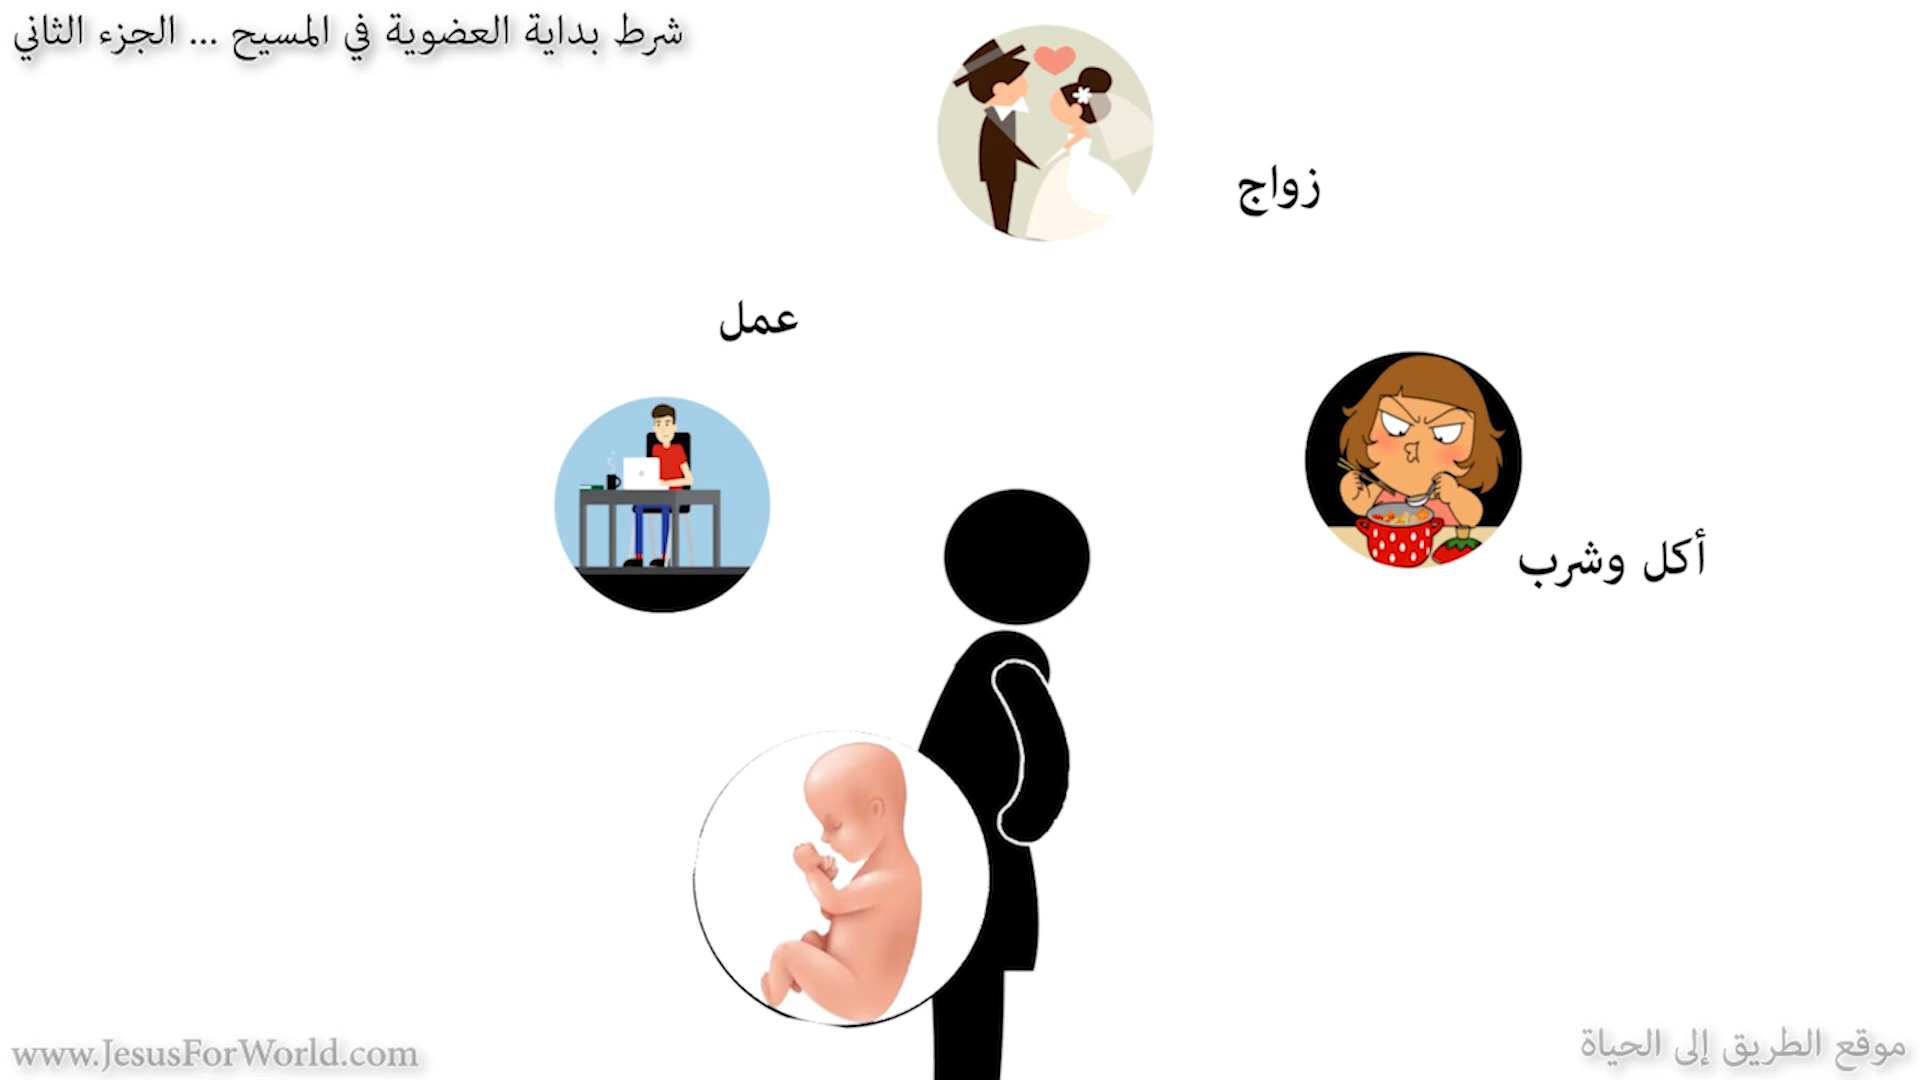 شرط بداية العضوية في المسيح ... الجزء الثاني
زواج
عمل
أكل وشرب
www.JesusForWorld.com
موقع الطريق إلى الحياة